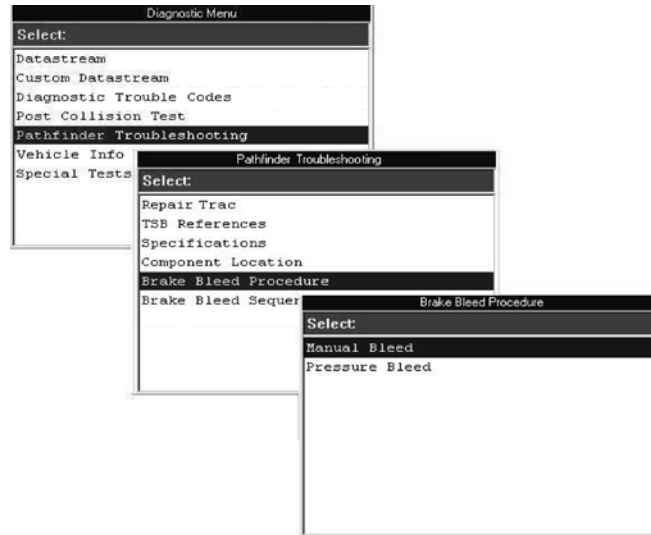 Diagnostic Menu
Select:
Datastream
Custom Datastream
Diagnostic Trouble Codes
Post Collision Test
Pathfinder Troubleshooting
Vehicle Info
Special Tests
Pathfinder Troubleshooting
Select:
Repair Trac
TSB References
Specifications
Component Location
Brake Bleed Procedure
Brake Bleed Sequer
Brake Bleed Procedure
Select:
Manual Bleed
Pressure Bleed